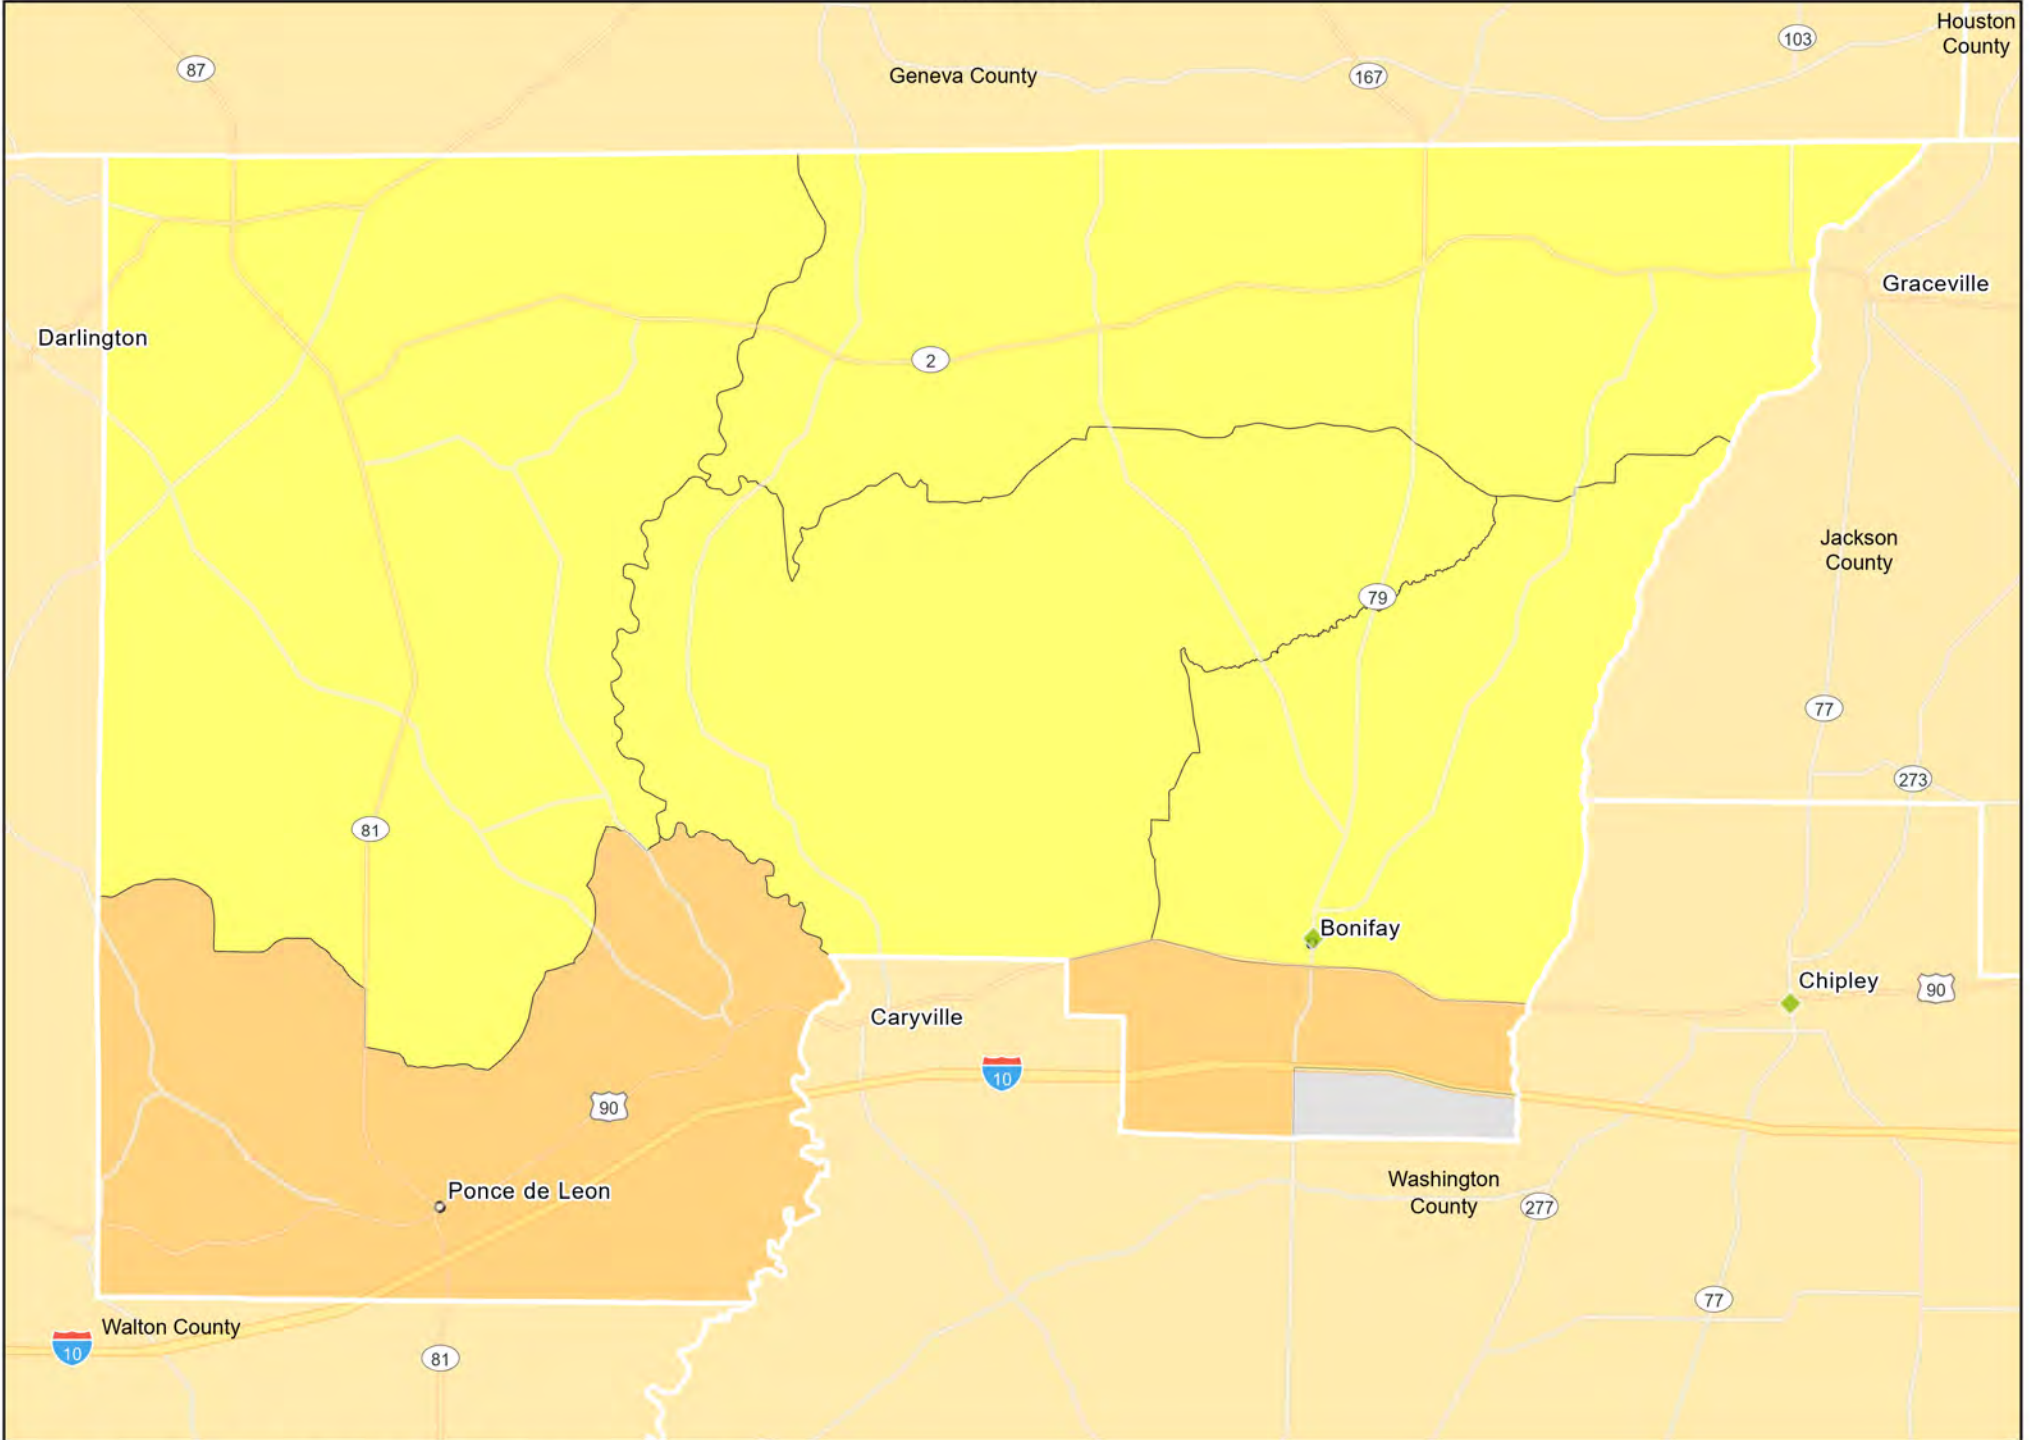 Houston
County
103
87
Geneva County
167
Graceville
Darlington
2
Jackson
County
79
77
273
81
Bonifay
Chipley
90
Caryville
10
90
Washington
County
Ponce de Leon
277
77
Walton County
10
81